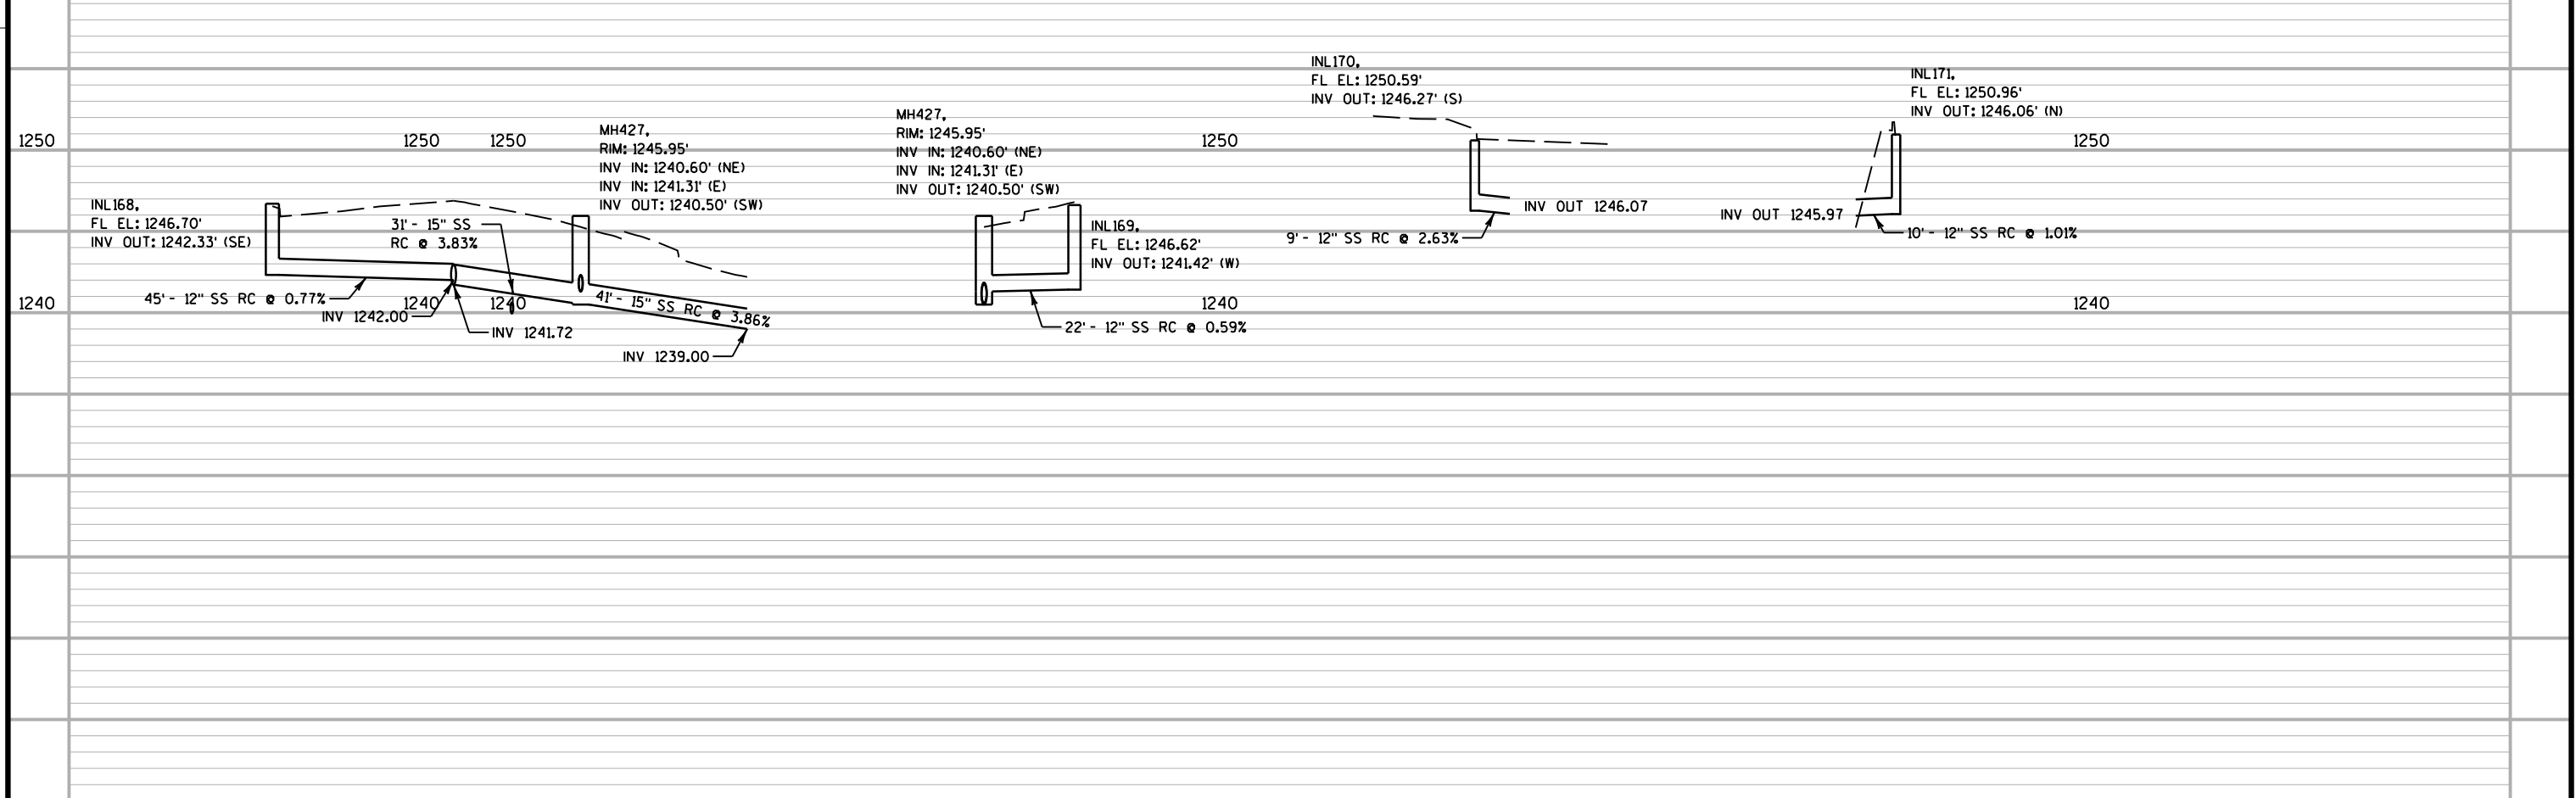 INL170,
FL EL: 1250.59'
INV OUT: 1246.27' (S)
INL171,
FL EL: 1250.96'
INV OUT: 1246.06' (N)
1250
1250
1250
MH427,
RIM: 1245.95'
INV IN: 1240.60' (NE)
INV IN: 1241.31' (E)
INV OUT: 1240.50' (SW)
MH427,
RIM: 1245.95'
INV IN: 1240.60' (NE)
INV IN: 1241.31' (E)
INV OUT: 1240.50' (SW)
1250
1250
INL168,
FL EL: 1246.70'
INV OUT: 1242.33' (SE)
31' - 15" SS
RC @ 3.83%
INL169,
FL EL: 1246.62'
INV OUT: 1241.42' (W)
INV OUT 1246.07
9' - 12" SS RC @ 2.63%
INV OUT 1245.97
10' - 12" SS RC @ 1.01%
45' - 12" SS RC @ 0.77%
1240
1240
1240
41' - 15" SS RC @ 3.86%
1240
1240
INV 1242.00
INV 1241.72
INV 1239.00
22' - 12" SS RC @ 0.59%